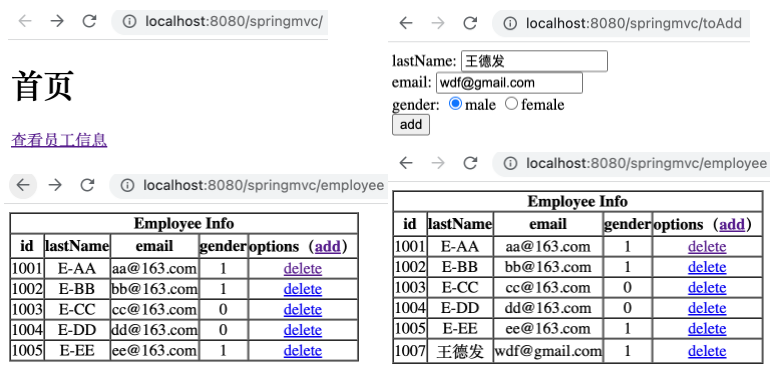 localhost:8080/springmvc/
首页
查看员工信息
localhost:8080/springmvc/employee
Employee Info
id lastName email gender options（add）
1001 E-AA aa@163.com 1 delete
1002 E-BB bb@163.com 1 delete
1003 E-CC cc@163.com 0 delete
1004 E-DD dd@163.com 0 delete
1005 E-EE ee@163.com 1 delete
localhost:8080/springmvc/toAdd
lastName: 王德发
email: wdf@gmail.com
gender: male female
add
localhost:8080/springmvc/employee
Employee Info
id lastName email gender options（add）
1001 E-AA aa@163.com 1 delete
1002 E-BB bb@163.com 1 delete
1003 E-CC cc@163.com 0 delete
1004 E-DD dd@163.com 0 delete
1005 E-EE ee@163.com 1 delete
1007 王德发 wdf@gmail.com 1 delete